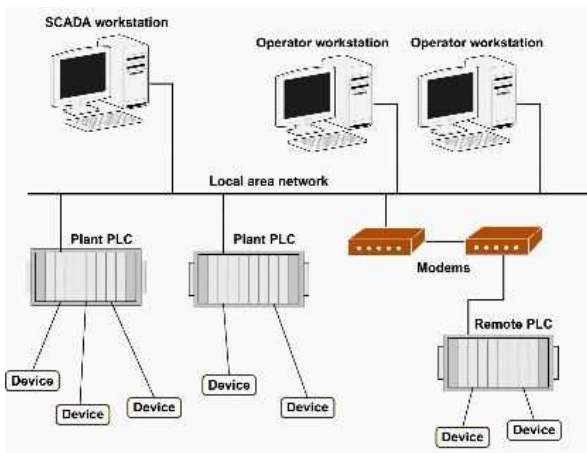 SCADA workstation
Operator workstation
Operator workstation
Local area network
Plant PLC
Plant PLC
Modems
Remote PLC
Device
Device
Device
Device
Device
Device
Device